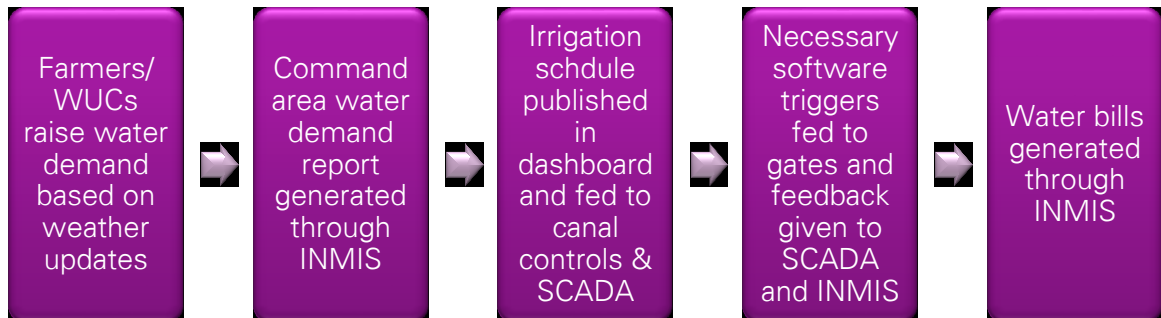 Farmers/
WUCs
raise water
demand
based on
weather
updates
Command
area water
demand
report
generated
through
INMIS
Irrigation
schdule
published
in
dashboard
and fed to
canal
controls &
SCADA
Necessary
software
triggers
fed to
gates and
feedback
given to
SCADA
and INMIS
Water bills
generated
through
INMIS